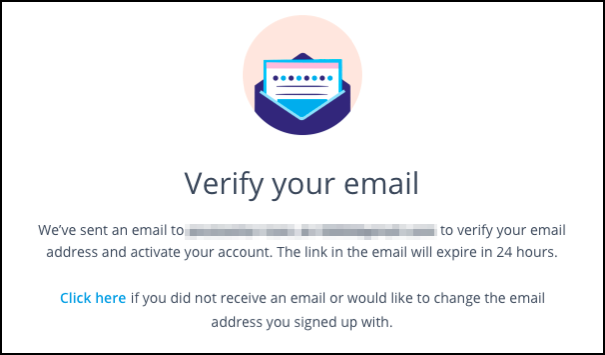 Verify your email
We've sent an email to to verify your email
address and activate your account. The link in the email will expire in 24 hours.
Click here if you did not receive an email or would like to change the email
address you signed up with.